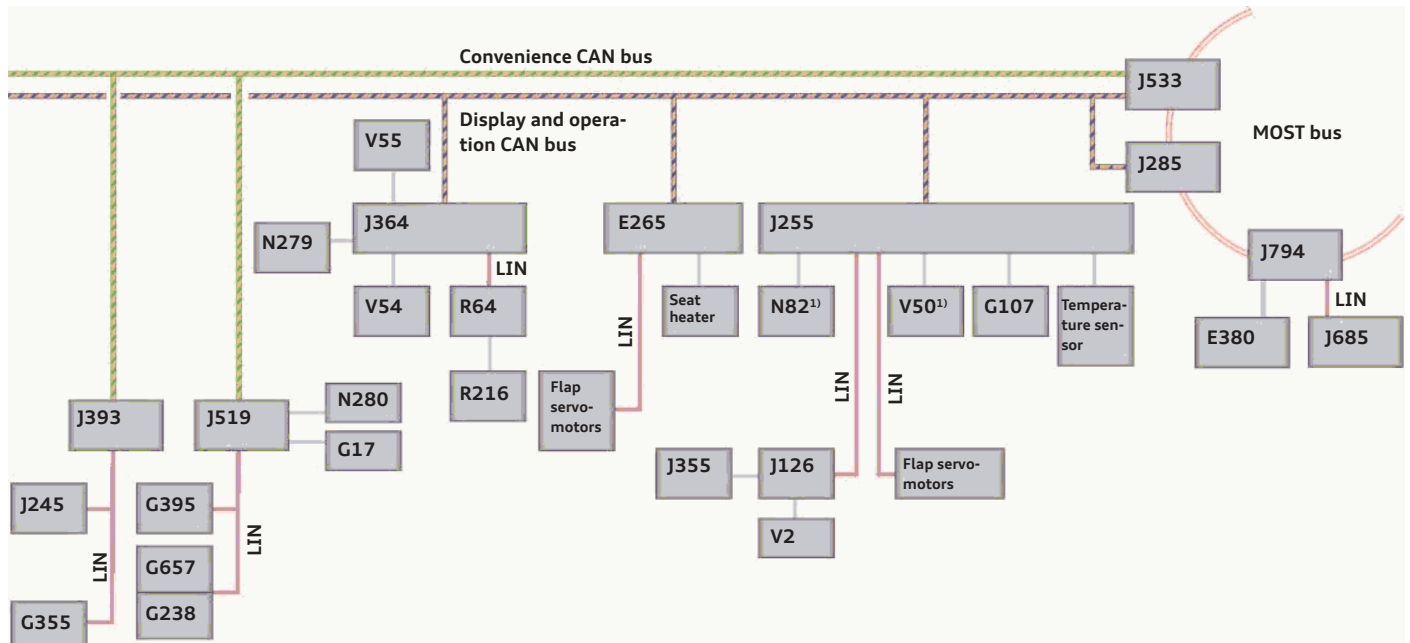 Convenience CAN bus
J533
Display and opera-
tion CAN bus
MOST bus
V55
J285
J364
E265
J255
N279
J794
LIN
V54
R64
LIN
Seat
heater
N82¹⁾
V50¹⁾
G107
Tempera-
ture sen-
sor
LIN
E380
J685
R216
Flap
servo-
motors
LIN
LIN
N280
J393
J519
G17
J355
J126
Flap servo-
motors
J245
G395
V2
LIN
LIN
G657
G238
G355